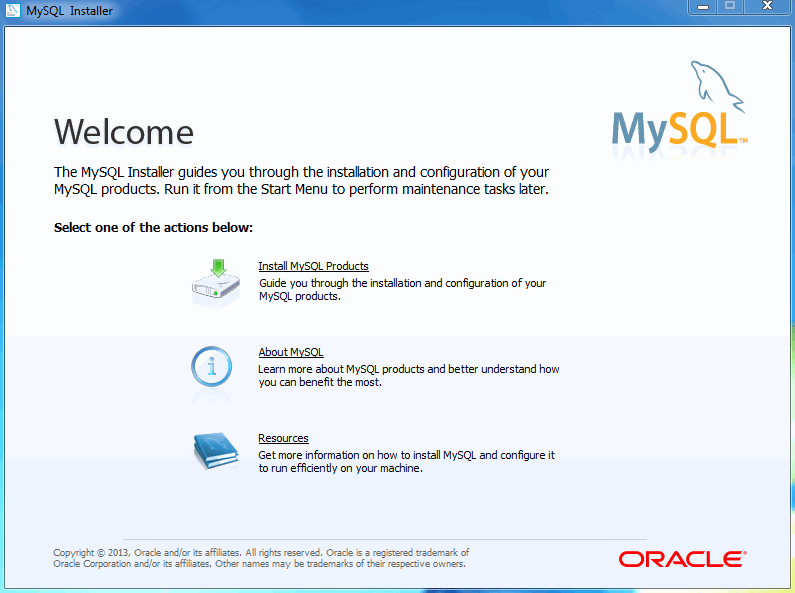 MySQL Installer
MySQL™
Welcome
The MySQL Installer guides you through the installation and configuration of your
MySQL products. Run it from the Start Menu to perform maintenance tasks later.
Select one of the actions below:
Install MySQL Products
Guide you through the installation and configuration of your
MySQL products.
About MySQL
Learn more about MySQL products and better understand how
you can benefit the most.
Resources
Get more information on how to install MySQL and configure it
to run efficiently on your machine.
Copyright © 2013, Oracle and/or its affiliates. All rights reserved. Oracle is a registered trademark of
Oracle Corporation and/or its affiliates. Other names may be trademarks of their respective owners.
ORACLE®